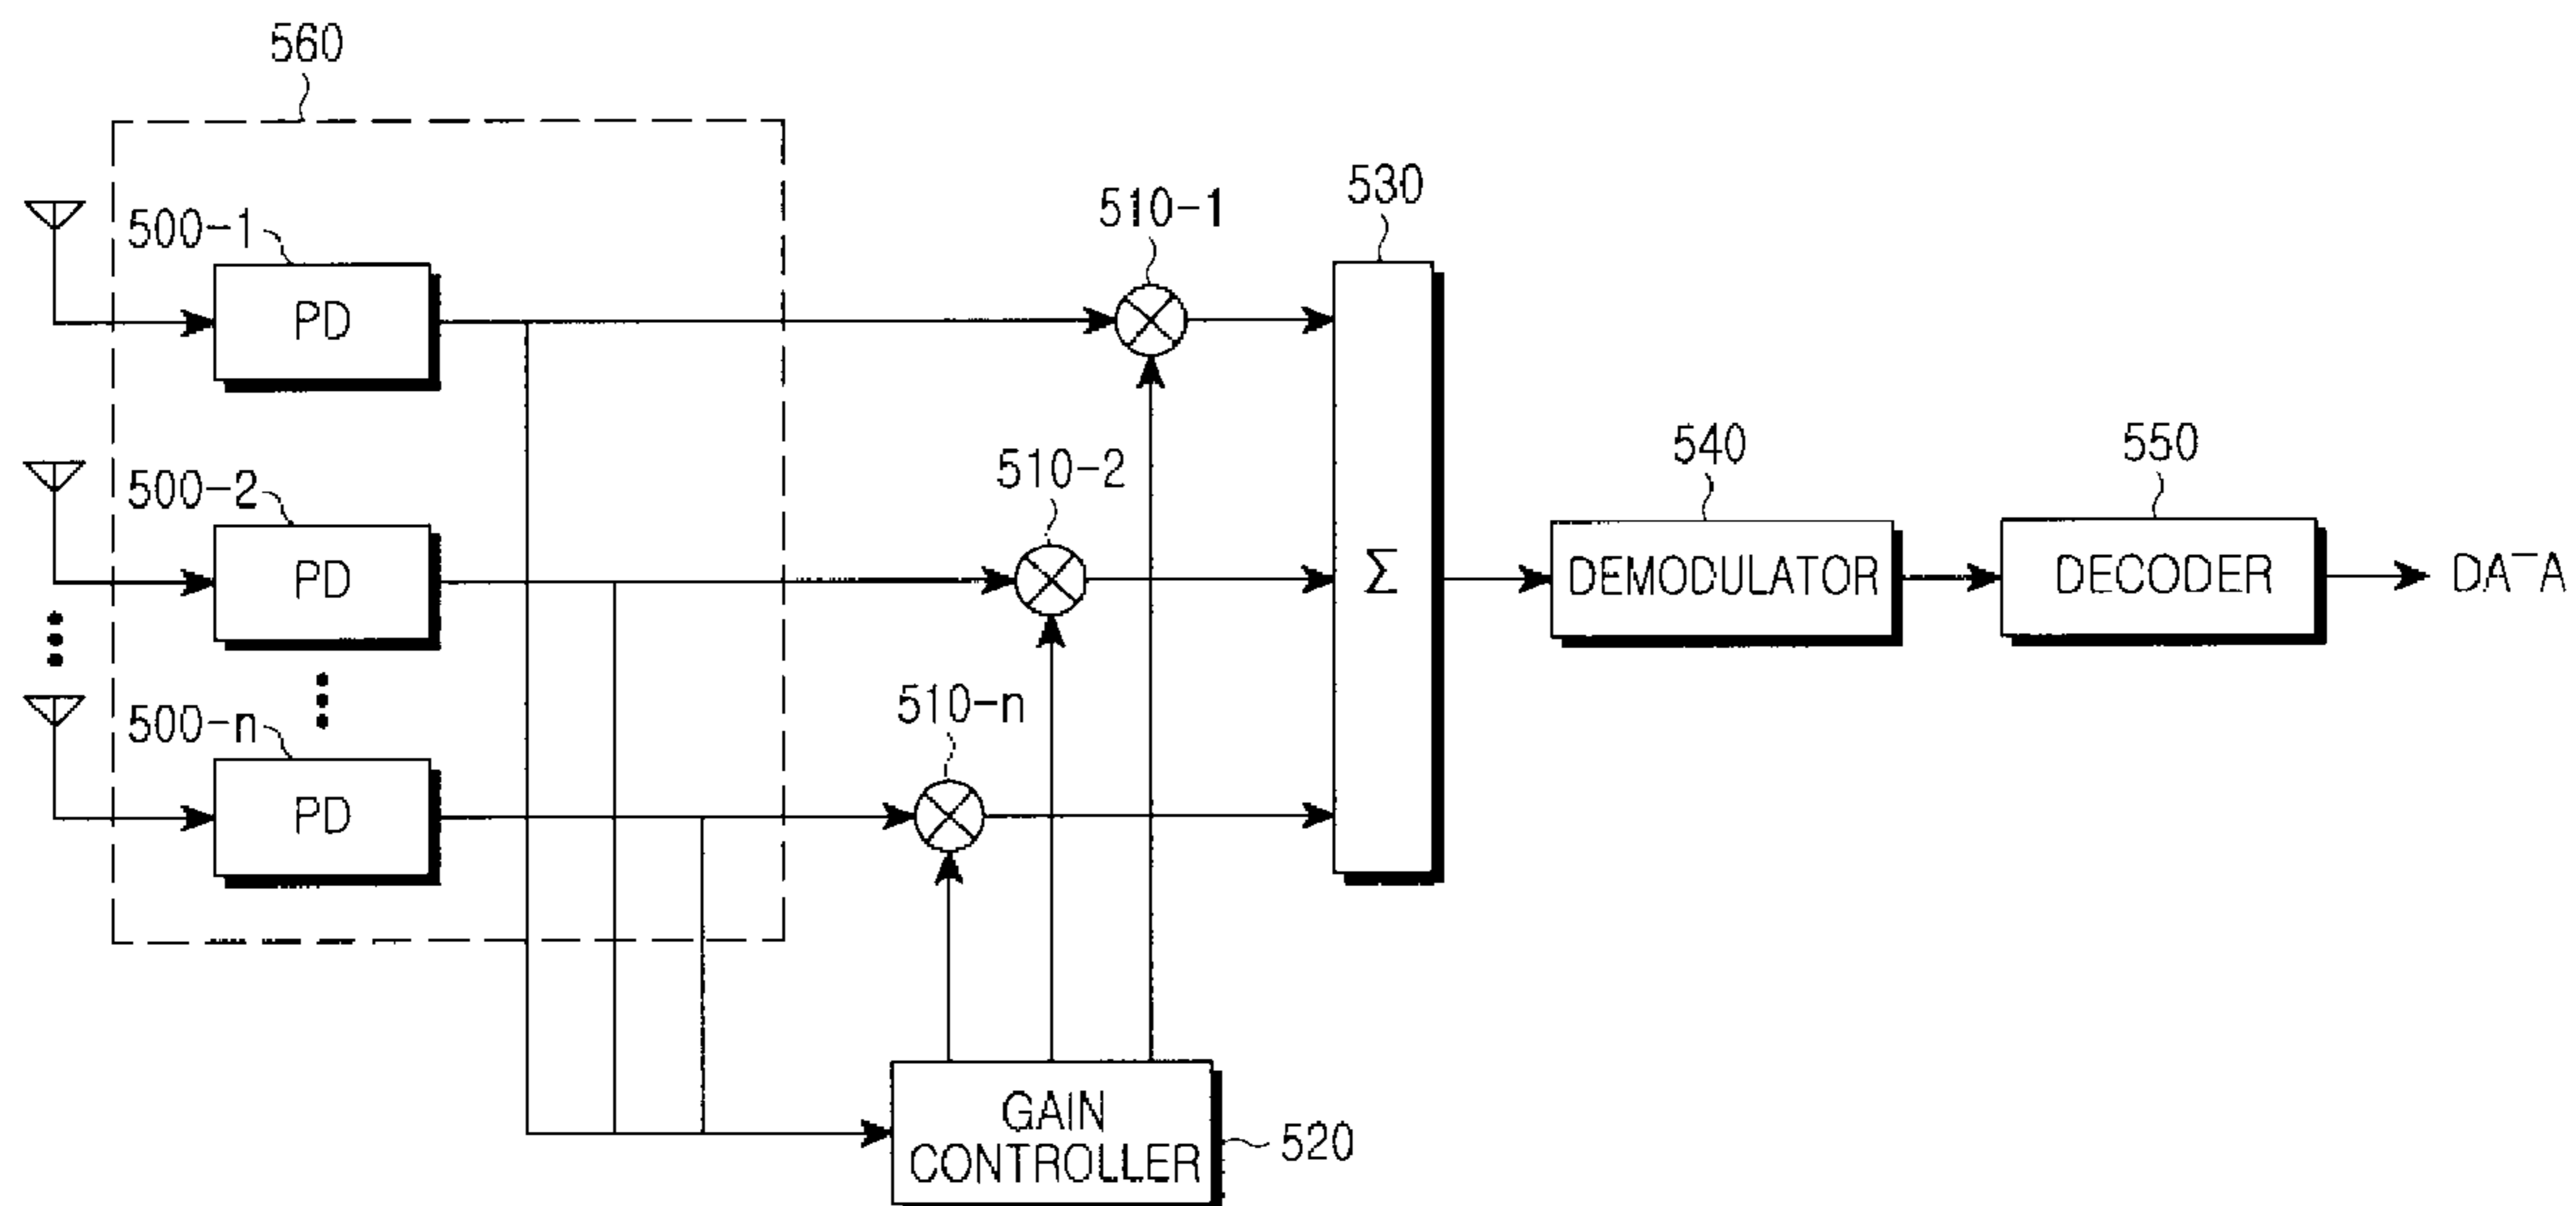 560
500-1
PD
510-1
530
500-2
PD
510-2
Σ
540
DEMODULATOR
550
DECODER
DATA
500-n
PD
510-n
GAIN
CONTROLLER
520